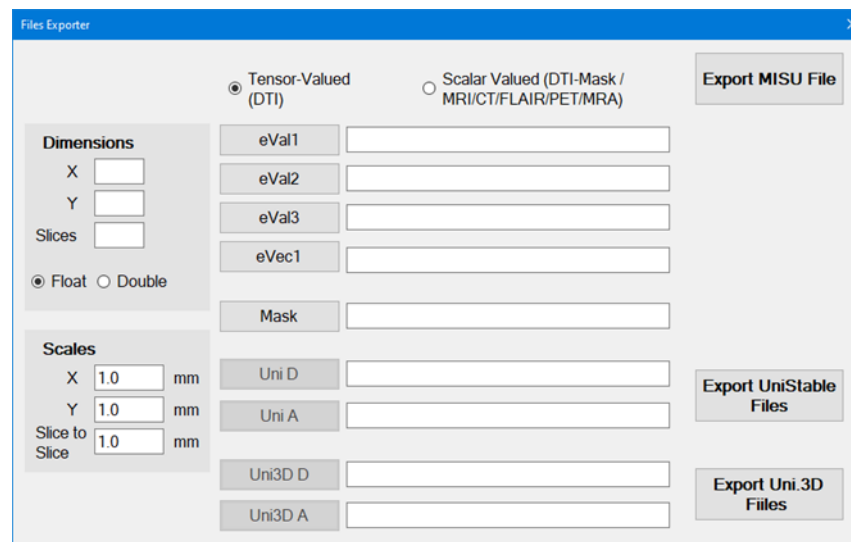 Files Exporter
Tensor-Valued
(DTI)
Scalar Valued (DTI-Mask /
MRI/CT/FLAIR/PET/MRA)
Export MISU File
Dimensions
X
Y
Slices
Float
Double
eVal1
eVal2
eVal3
eVec1
Mask
Scales
X 1.0 mm
Y 1.0 mm
Slice to
Slice
1.0 mm
Uni D
Uni A
Export UniStable
Files
Uni3D D
Uni3D A
Export Uni.3D
Fiiles